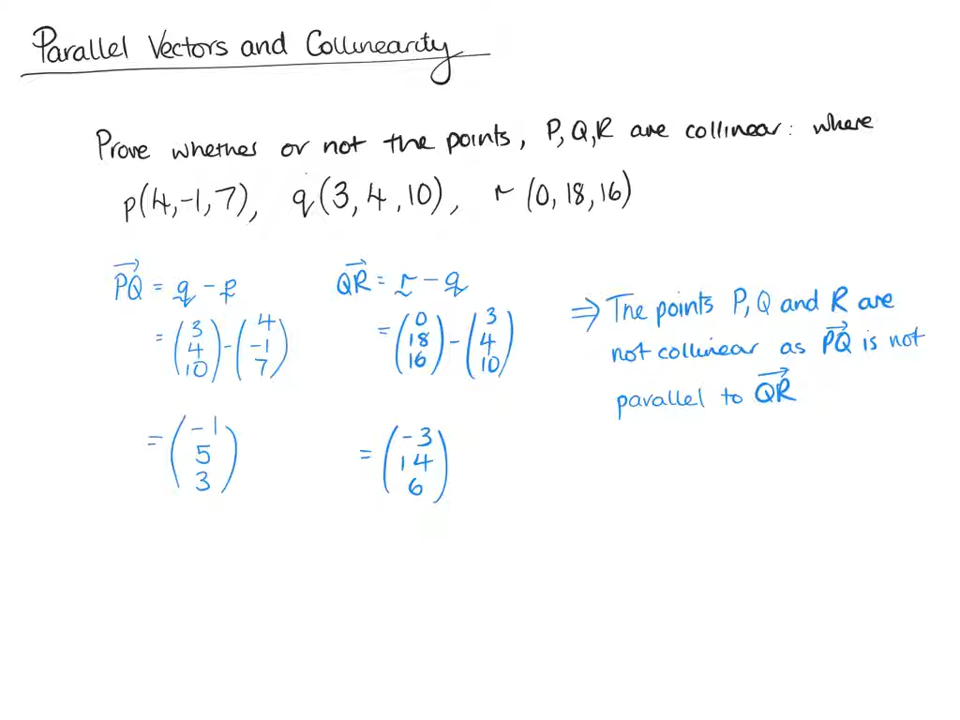 Parallel Vectors and Collinearity
Prove whether or not the points, P,Q,R are collinear: where
p(4,-1,7), q(3,4,10), r(0,18,16)
PQ = q - p
= (3 4 10) - (4 -1 7)
= (-1 5 3)
QR = r - q
= (0 18 16) - (3 4 10)
= (-3 14 6)
⇒ The points P,Q and R are
not collinear as PQ is not
parallel to QR